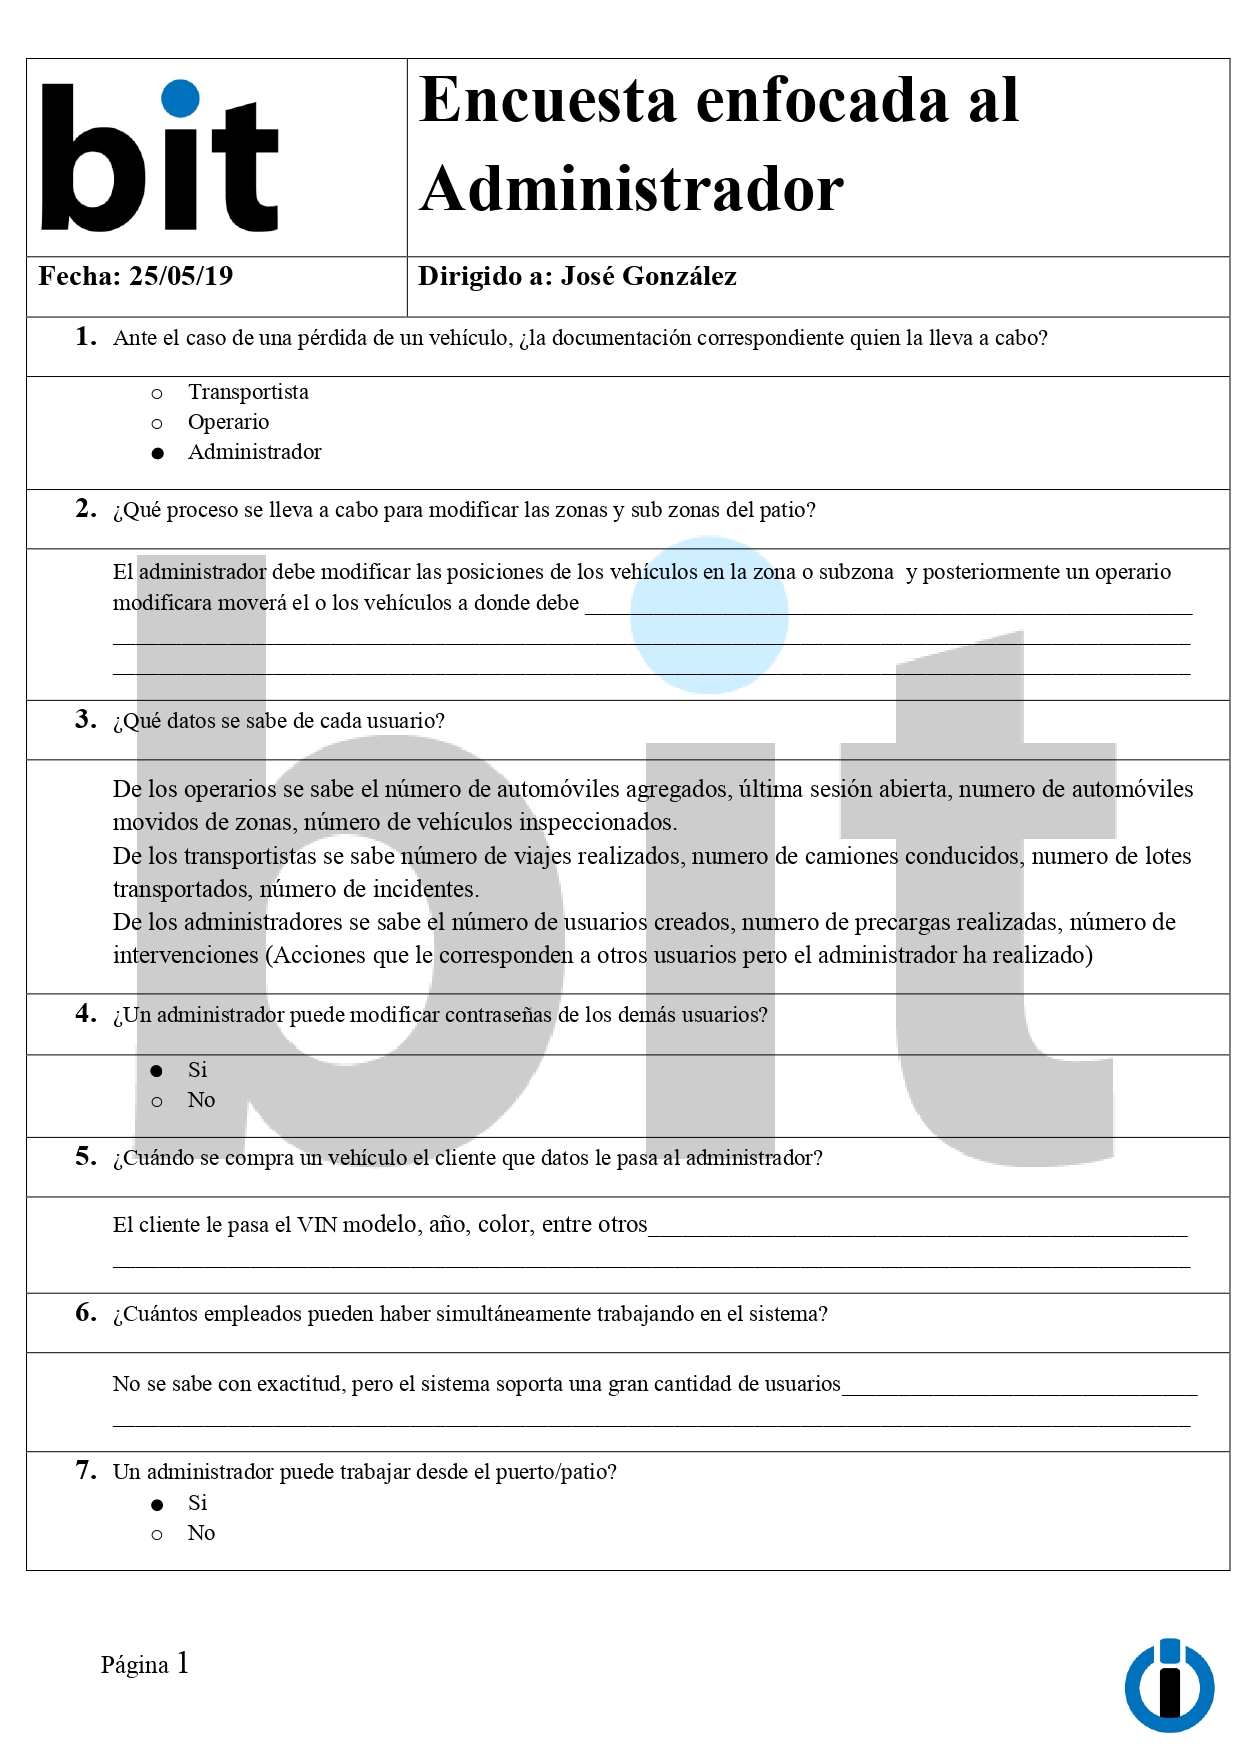 bit
Encuesta enfocada al
Administrador
Fecha: 25/05/19
Dirigido a: José González
1. Ante el caso de una pérdida de un vehículo, ¿la documentación correspondiente quien la lleva a cabo?
○ Transportista
○ Operario
● Administrador
2. ¿Qué proceso se lleva a cabo para modificar las zonas y sub zonas del patio?
El administrador debe modificar las posiciones de los vehículos en la zona o subzona y posteriormente un operario
modificara moverá el o los vehículos a donde debe
3. ¿Qué datos se sabe de cada usuario?
De los operarios se sabe el número de automóviles agregados, última sesión abierta, numero de automóviles
movidos de zonas, número de vehículos inspeccionados.
De los transportistas se sabe número de viajes realizados, numero de camiones conducidos, numero de lotes
transportados, número de incidentes.
De los administradores se sabe el número de usuarios creados, numero de precargas realizadas, número de
intervenciones (Acciones que le corresponden a otros usuarios pero el administrador ha realizado)
4. ¿Un administrador puede modificar contraseñas de los demás usuarios?
● Si
○ No
5. ¿Cuándo se compra un vehículo el cliente que datos le pasa al administrador?
El cliente le pasa el VIN modelo, año, color, entre otros
6. ¿Cuántos empleados pueden haber simultáneamente trabajando en el sistema?
No se sabe con exactitud, pero el sistema soporta una gran cantidad de usuarios
7. Un administrador puede trabajar desde el puerto/patio?
● Si
○ No
Página 1